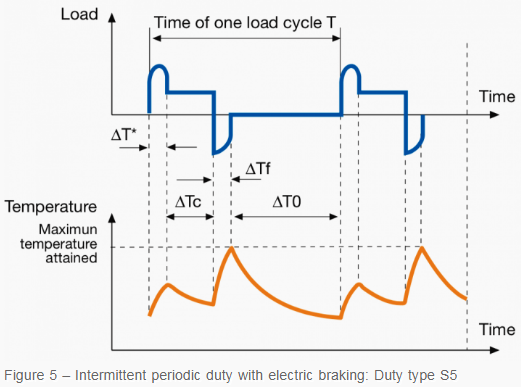 Load
Time of one load cycle T
Time
ΔT*
ΔTf
ΔTc
ΔT0
Temperature
Maximun
temperature
attained
Time
Figure 5 – Intermittent periodic duty with electric braking: Duty type S5